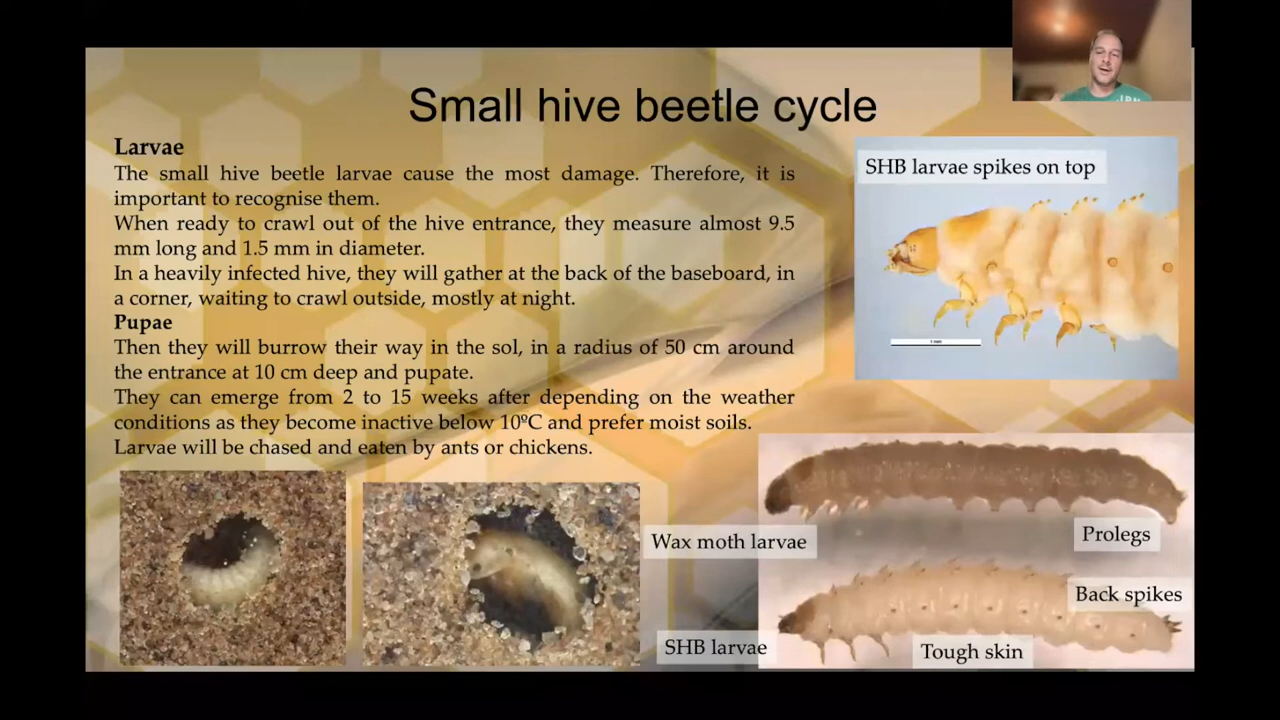 Small hive beetle cycle
Larvae
The small hive beetle larvae cause the most damage. Therefore, it is
important to recognise them.
When ready to crawl out of the hive entrance, they measure almost 9.5
mm long and 1.5 mm in diameter.
In a heavily infected hive, they will gather at the back of the baseboard, in
a corner, waiting to crawl outside, mostly at night.
Pupae
Then they will burrow their way in the sol, in a radius of 50 cm around
the entrance at 10 cm deep and pupate.
They can emerge from 2 to 15 weeks after depending on the weather
conditions as they become inactive below 10ºC and prefer moist soils.
Larvae will be chased and eaten by ants or chickens.
SHB larvae spikes on top
Wax moth larvae
Prolegs
Back spikes
SHB larvae
Tough skin